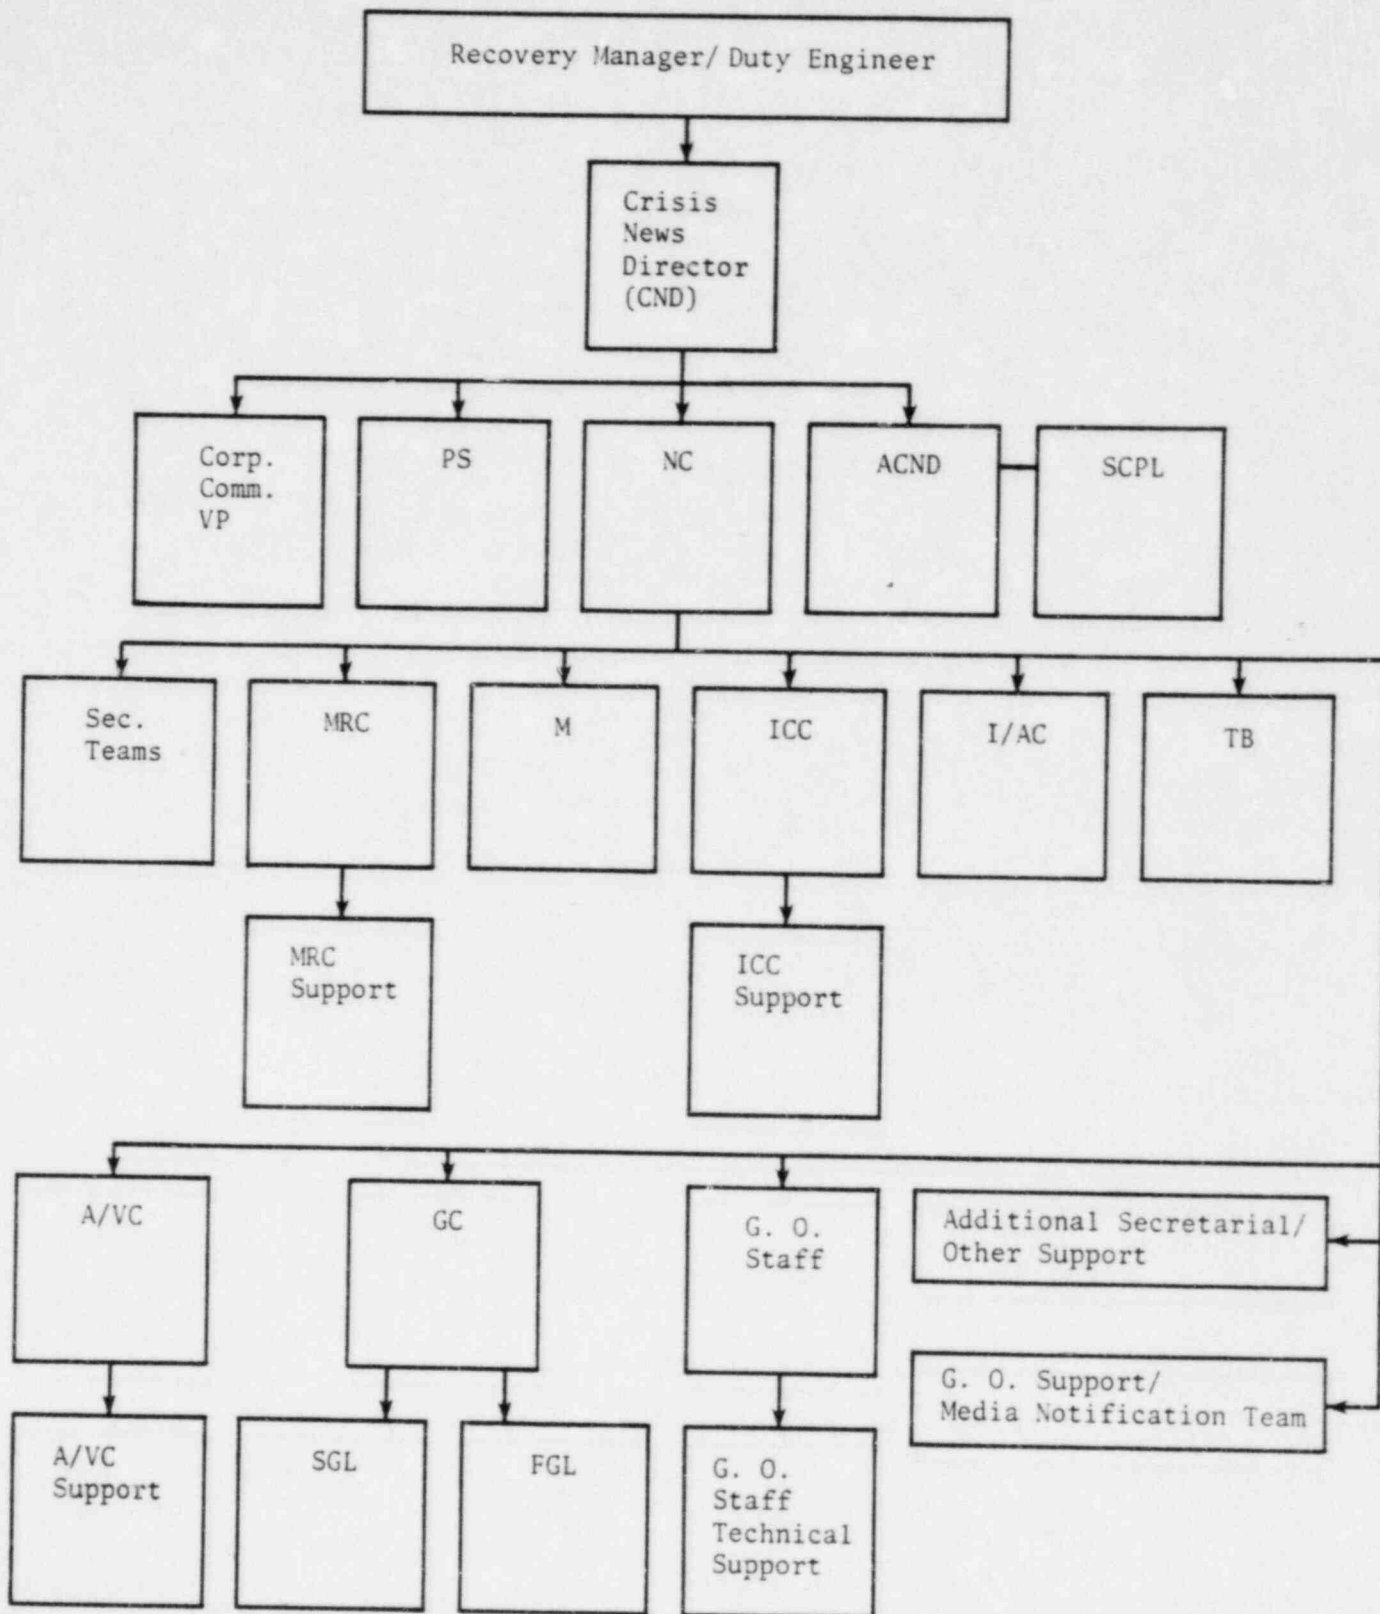 Recovery Manager/ Duty Engineer
Crisis
News
Director
(CND)
Corp.
Comm.
VP
PS
NC
ACND
SCPL
Sec.
Teams
MRC
M
ICC
I/AC
TB
MRC
Support
ICC
Support
A/VC
GC
G. O.
Staff
Additional Secretarial/
Other Support
G. O. Support/
Media Notification Team
A/VC
Support
SGL
FGL
G. O.
Staff
Technical
Support